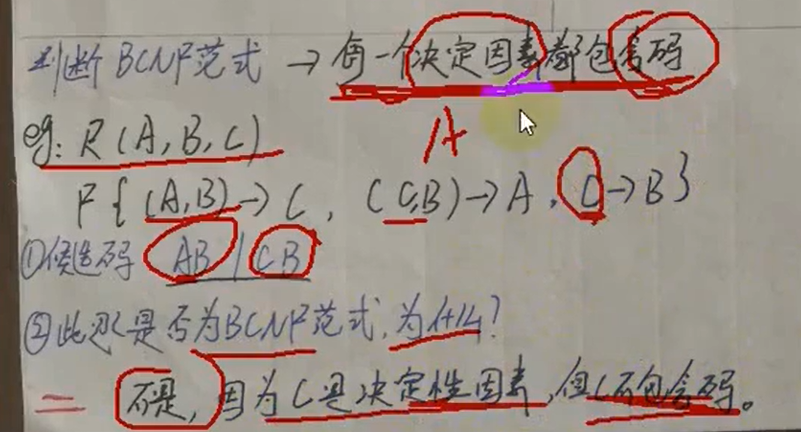 判断BCNF范式 → 每一个决定因素都包含码
A
eg: R(A,B,C)
F{(A,B)→C, (C,B)→A, C→B}
①候选码 AB | CB
②此题是否为BCNF范式,为什么?
= 不是,因为C是决定性因素,但C不包含码。